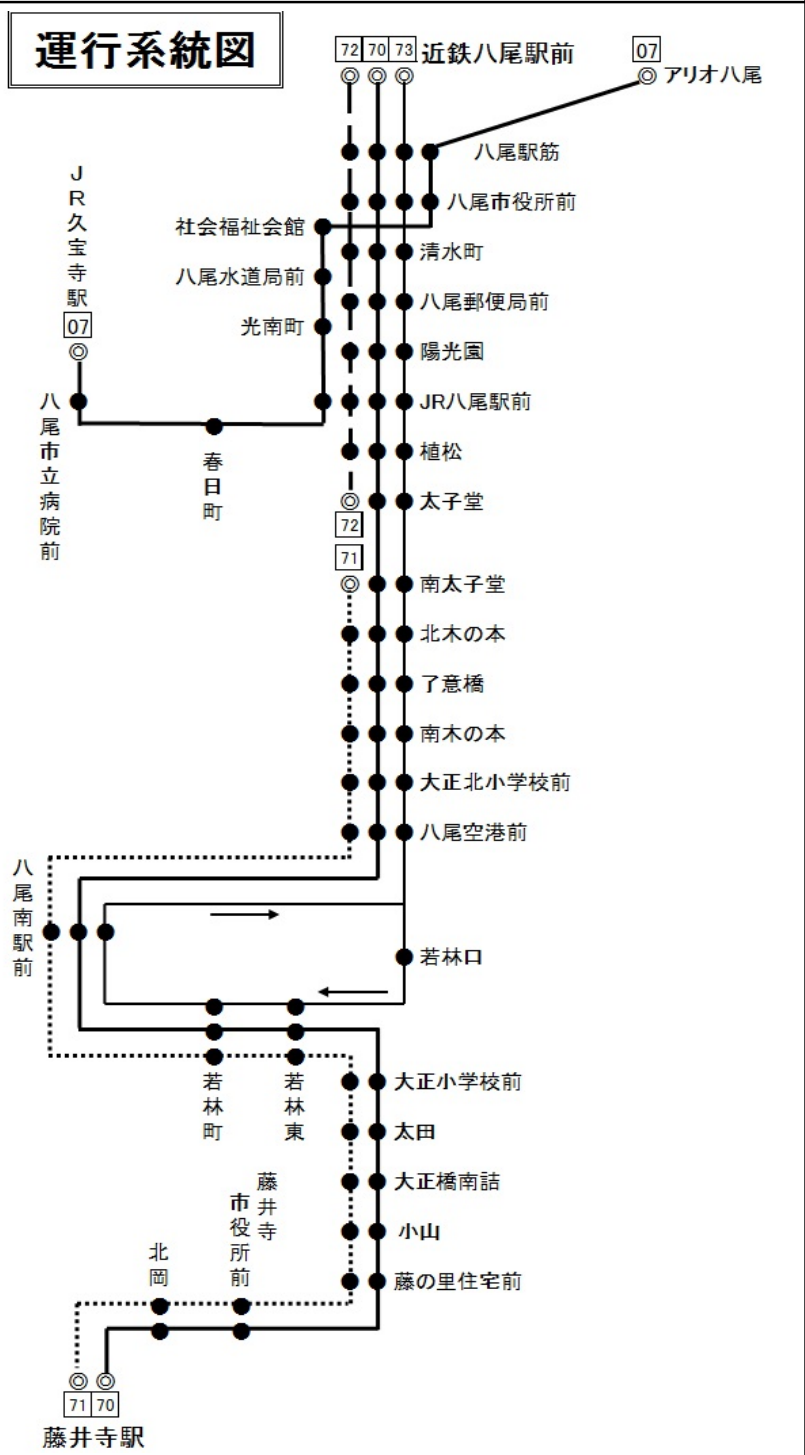 運行系統図
72 70 73 近鉄八尾駅前
07
アリオ八尾
八尾駅筋
八尾市役所前
社会福祉会館
清水町
八尾水道局前
八尾郵便局前
光南町
陽光園
JR久宝寺駅
07
JR八尾駅前
八尾市立病院前
春日町
植松
太子堂
72
71
南太子堂
北木の本
了意橋
南木の本
大正北小学校前
八尾空港前
八尾南駅前
若林口
若林町
若林東
大正小学校前
太田
大正橋南詰
小山
藤の里住宅前
藤井寺
市役所前
北岡
71 70
藤井寺駅